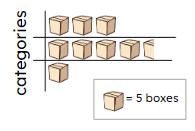 categories
= 5 boxes